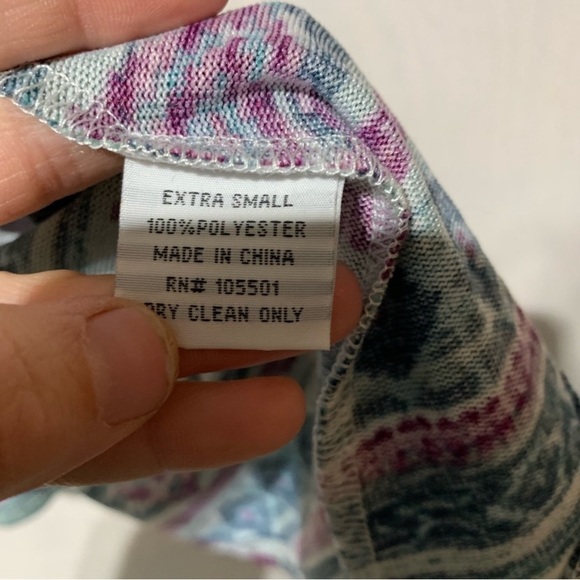 EXTRA SMALL
100%POLYESTER
MADE IN CHINA
RN# 105501
DRY CLEAN ONLY